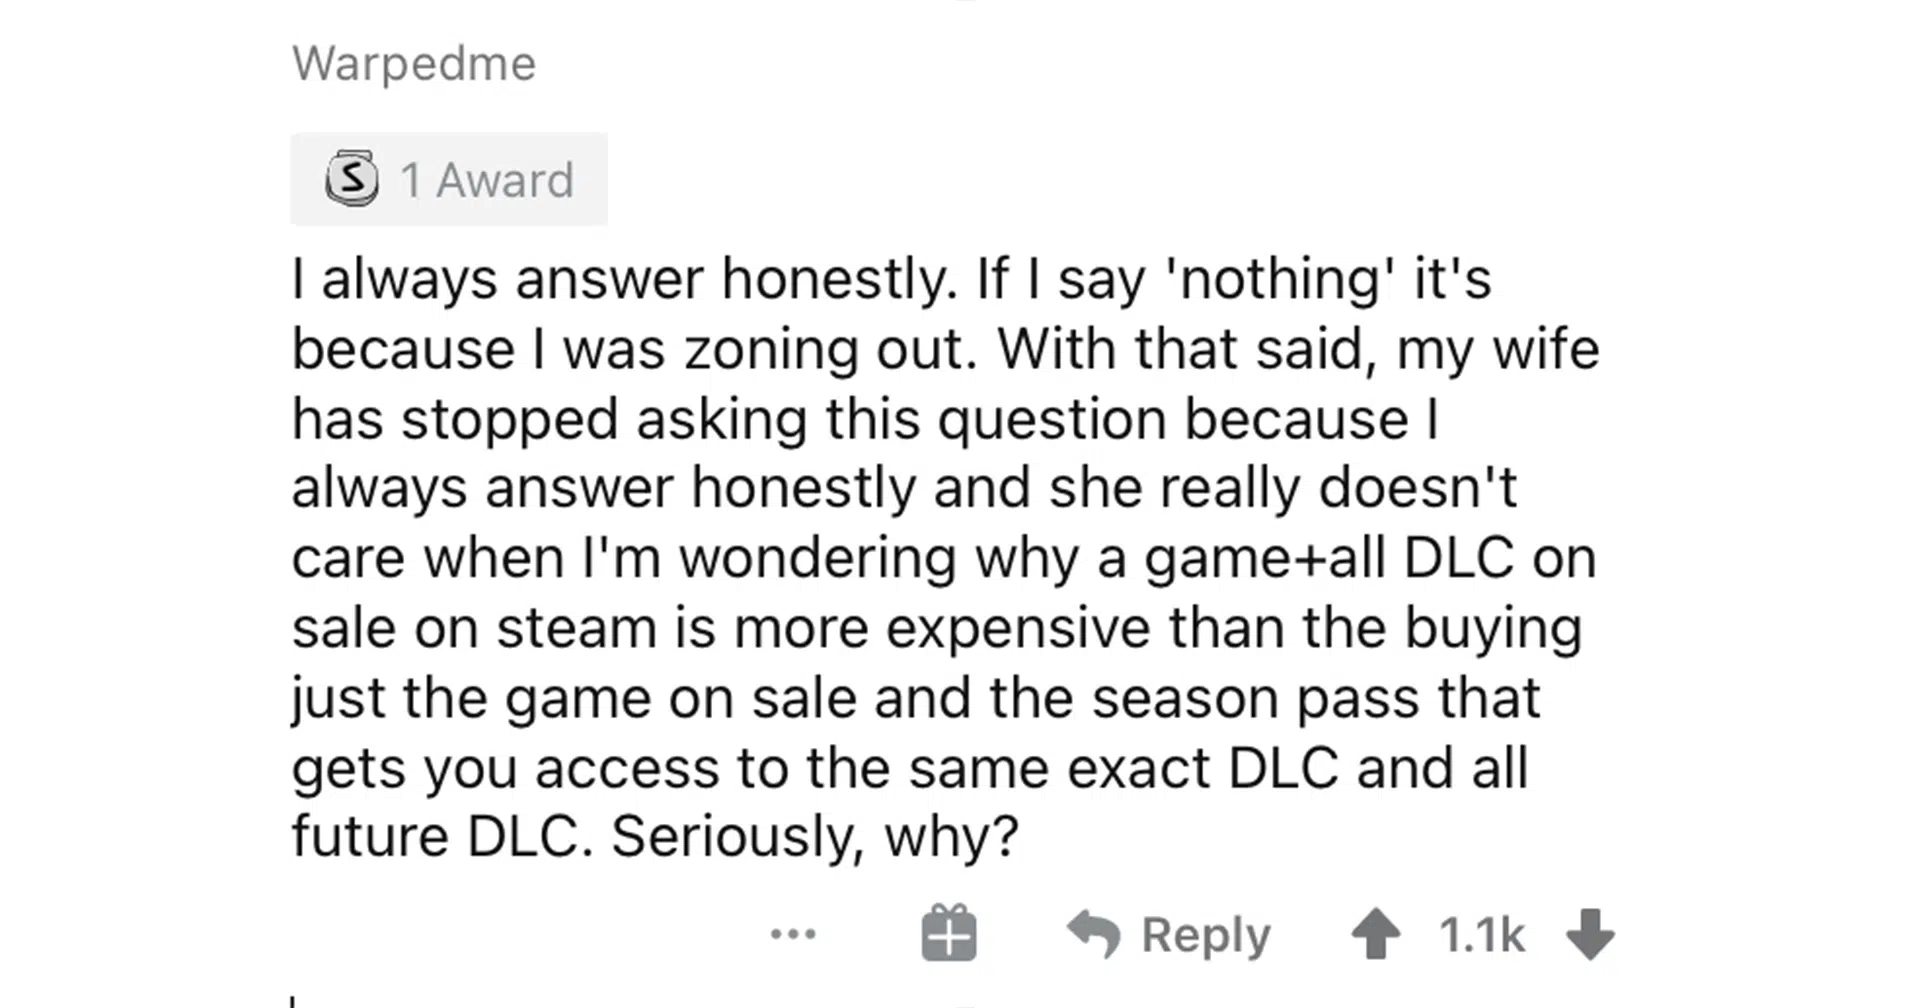 Warpedme
S 1 Award
I always answer honestly. If I say 'nothing' it's
because I was zoning out. With that said, my wife
has stopped asking this question because I
always answer honestly and she really doesn't
care when I'm wondering why a game+all DLC on
sale on steam is more expensive than the buying
just the game on sale and the season pass that
gets you access to the same exact DLC and all
future DLC. Seriously, why?
... Reply 1.1k